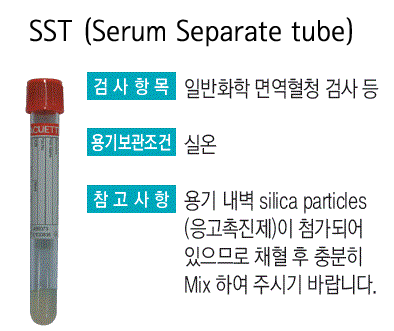 SST (Serum Separate tube)
검사항목 일반화학 면역혈청 검사 등
용기보관조건 실온
참고사항 용기 내벽 silica particles
(응고촉진제)이 첨가되어
있으므로 채혈 후 충분히
Mix 하여 주시기 바랍니다.
ACUETT